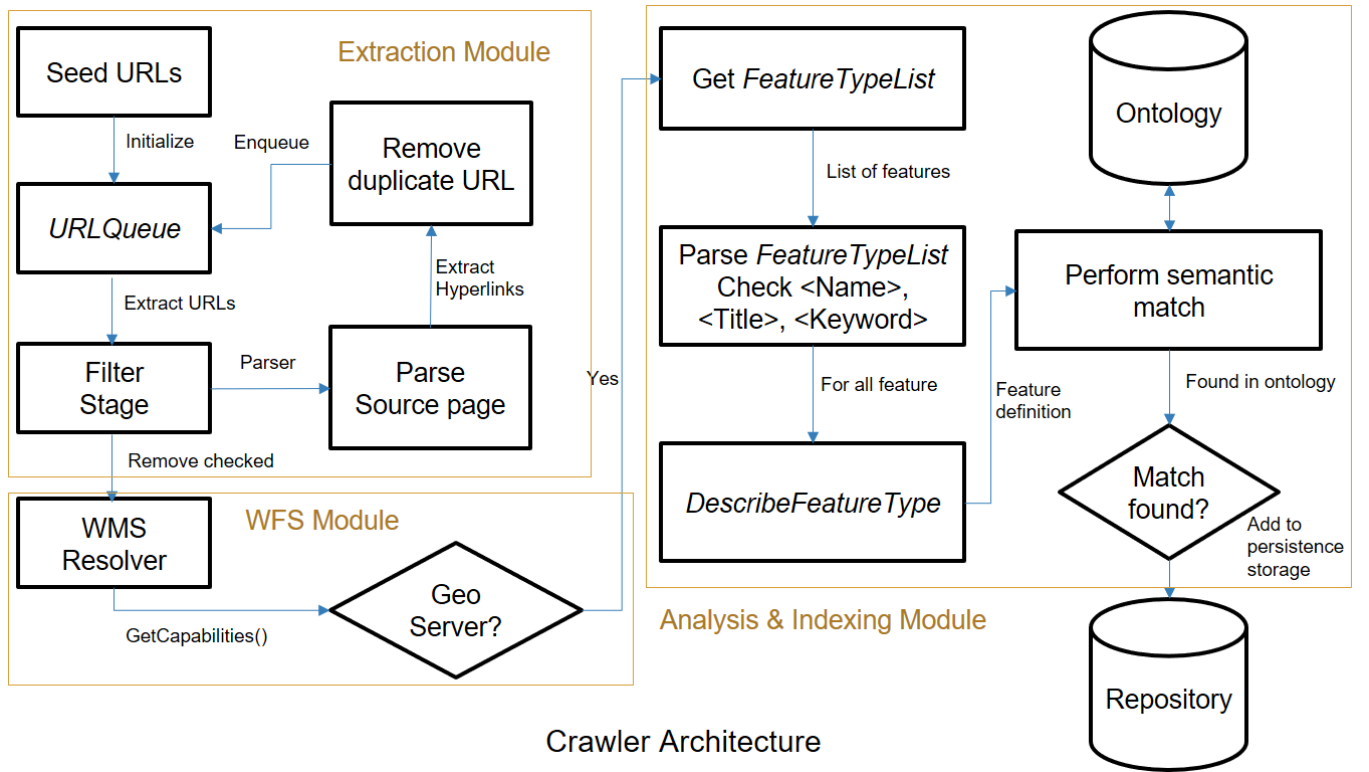 Extraction Module
Seed URLs
Initialize
Enqueue
Remove
duplicate URL
URLQueue
Extract
Hyperlinks
Extract URLs
Filter
Stage
Parser
Parse
Source page
Remove checked
WFS Module
WMS
Resolver
GetCapabilities()
Geo
Server?
Yes
Get FeatureTypeList
List of features
Parse FeatureTypeList
Check <Name>,
<Title>, <Keyword>
For all feature
DescribeFeatureType
Feature
definition
Ontology
Perform semantic
match
Found in ontology
Match
found?
Add to
persistence
storage
Analysis & Indexing Module
Repository
Crawler Architecture